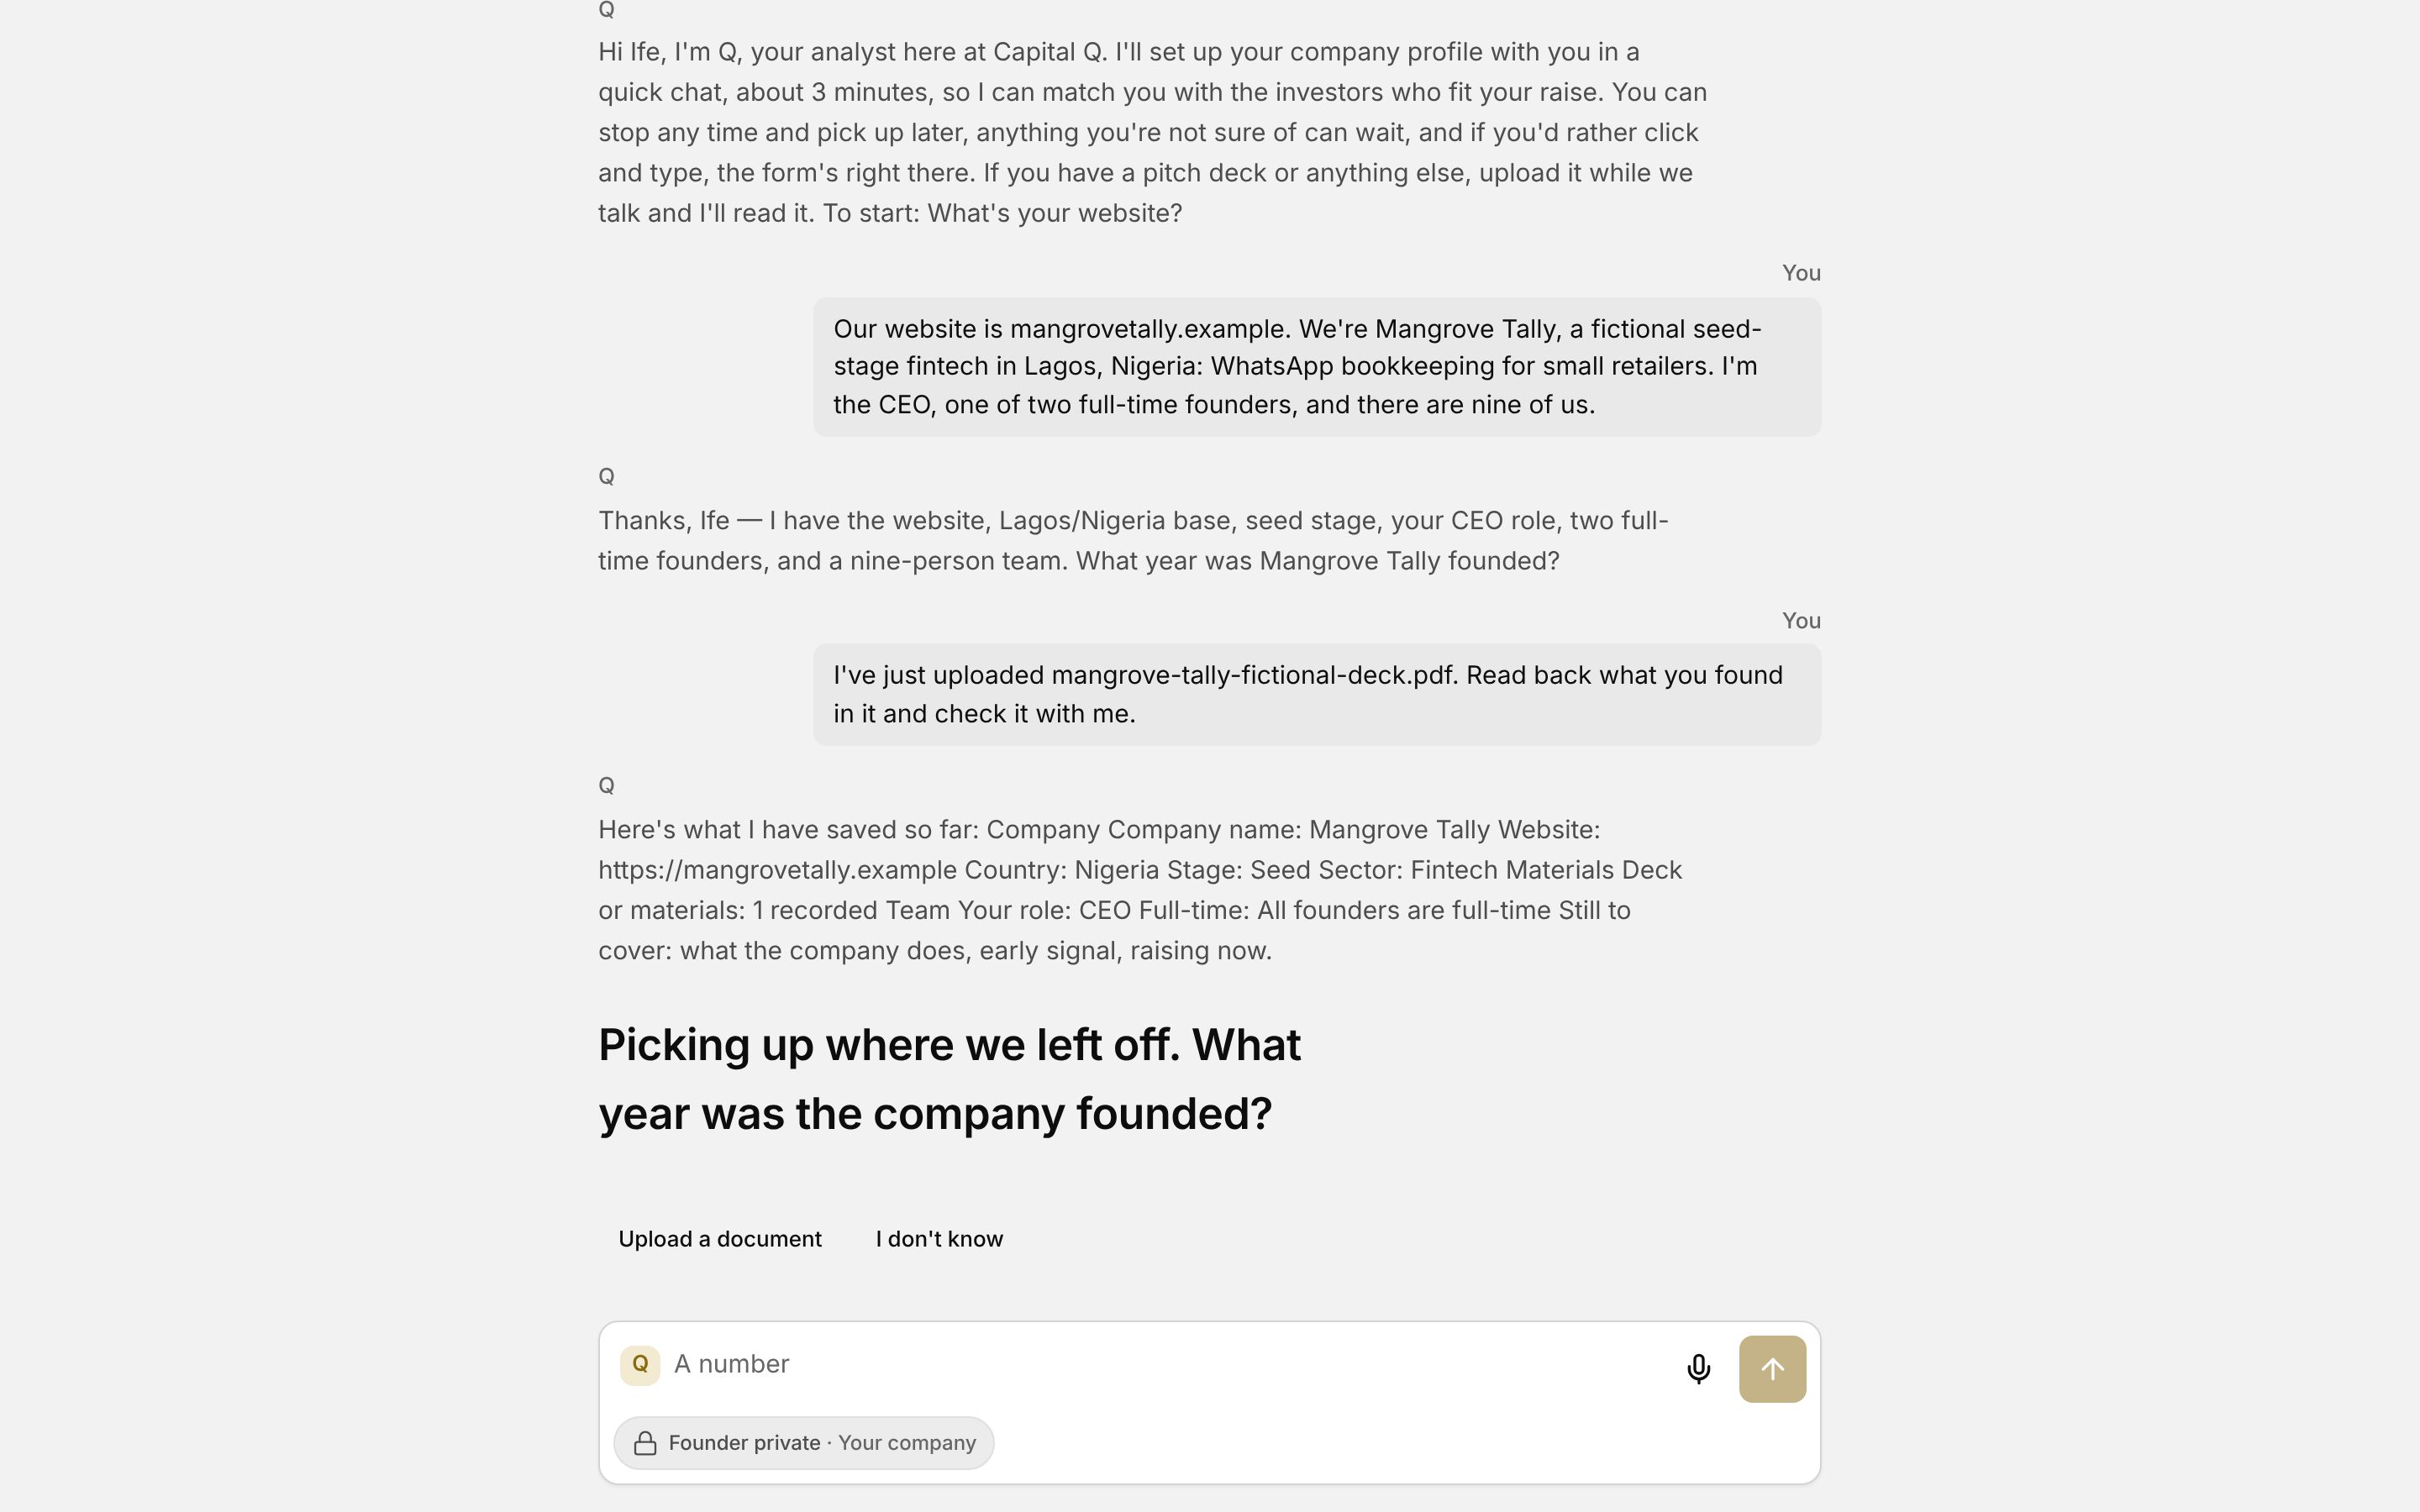 Q
Hi Ife, I'm Q, your analyst here at Capital Q. I'll set up your company profile with you in a
quick chat, about 3 minutes, so I can match you with the investors who fit your raise. You can
stop any time and pick up later, anything you're not sure of can wait, and if you'd rather click
and type, the form's right there. If you have a pitch deck or anything else, upload it while we
talk and I'll read it. To start: What's your website?
You
Our website is mangrovetally.example. We're Mangrove Tally, a fictional seed-
stage fintech in Lagos, Nigeria: WhatsApp bookkeeping for small retailers. I'm
the CEO, one of two full-time founders, and there are nine of us.
Q
Thanks, Ife — I have the website, Lagos/Nigeria base, seed stage, your CEO role, two full-
time founders, and a nine-person team. What year was Mangrove Tally founded?
You
I've just uploaded mangrove-tally-fictional-deck.pdf. Read back what you found
in it and check it with me.
Q
Here's what I have saved so far: Company Company name: Mangrove Tally Website:
https://mangrovetally.example Country: Nigeria Stage: Seed Sector: Fintech Materials Deck
or materials: 1 recorded Team Your role: CEO Full-time: All founders are full-time Still to
cover: what the company does, early signal, raising now.
Picking up where we left off. What
year was the company founded?
Upload a document I don't know
Q A number
Founder private · Your company